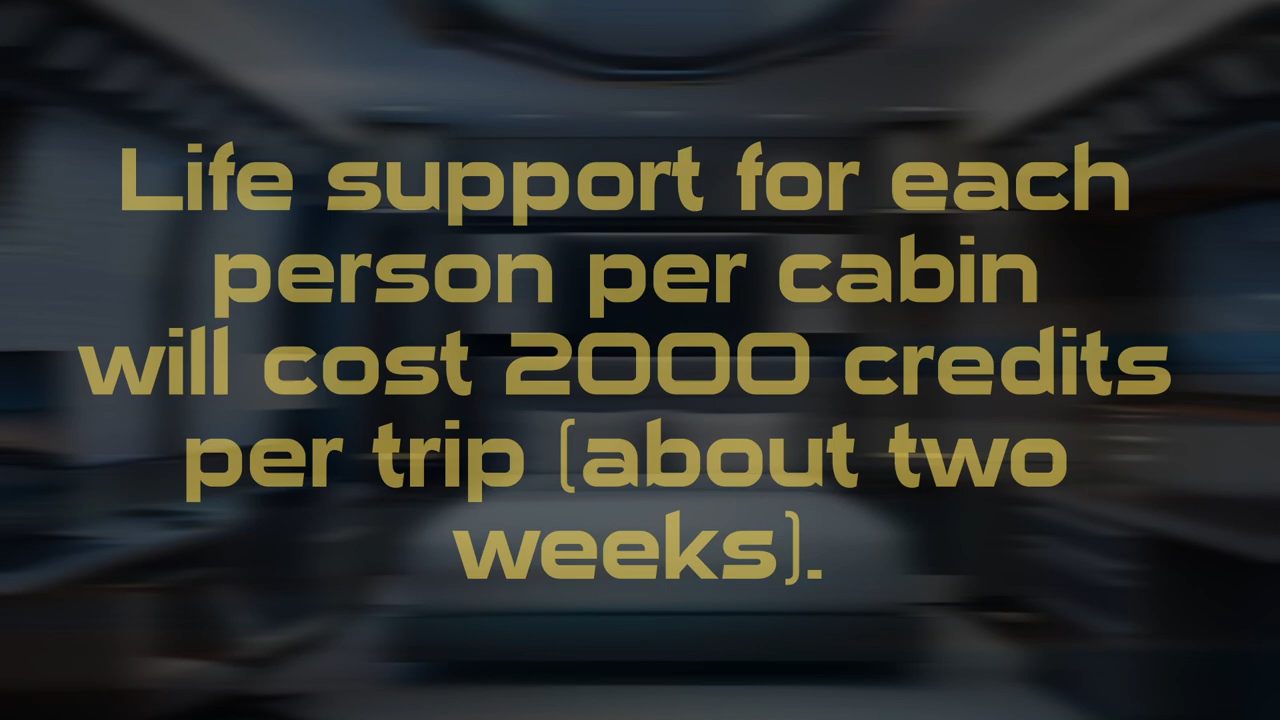 Life support for each
person per cabin
will cost 2000 credits
per trip (about two
weeks).